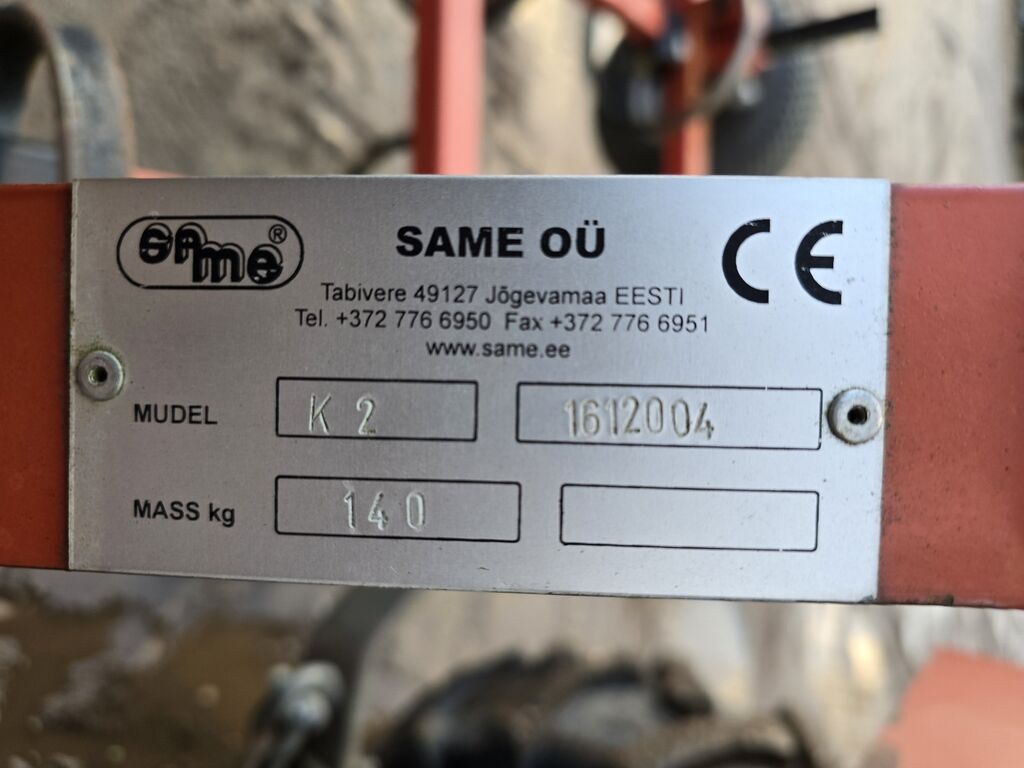 SAME ®
SAME OÜ
CE
Tabivere 49127 Jõgevamaa EESTI
Tel. +372 776 6950 Fax +372 776 6951
www.same.ee
MUDEL K 2 1612004
MASS kg 140